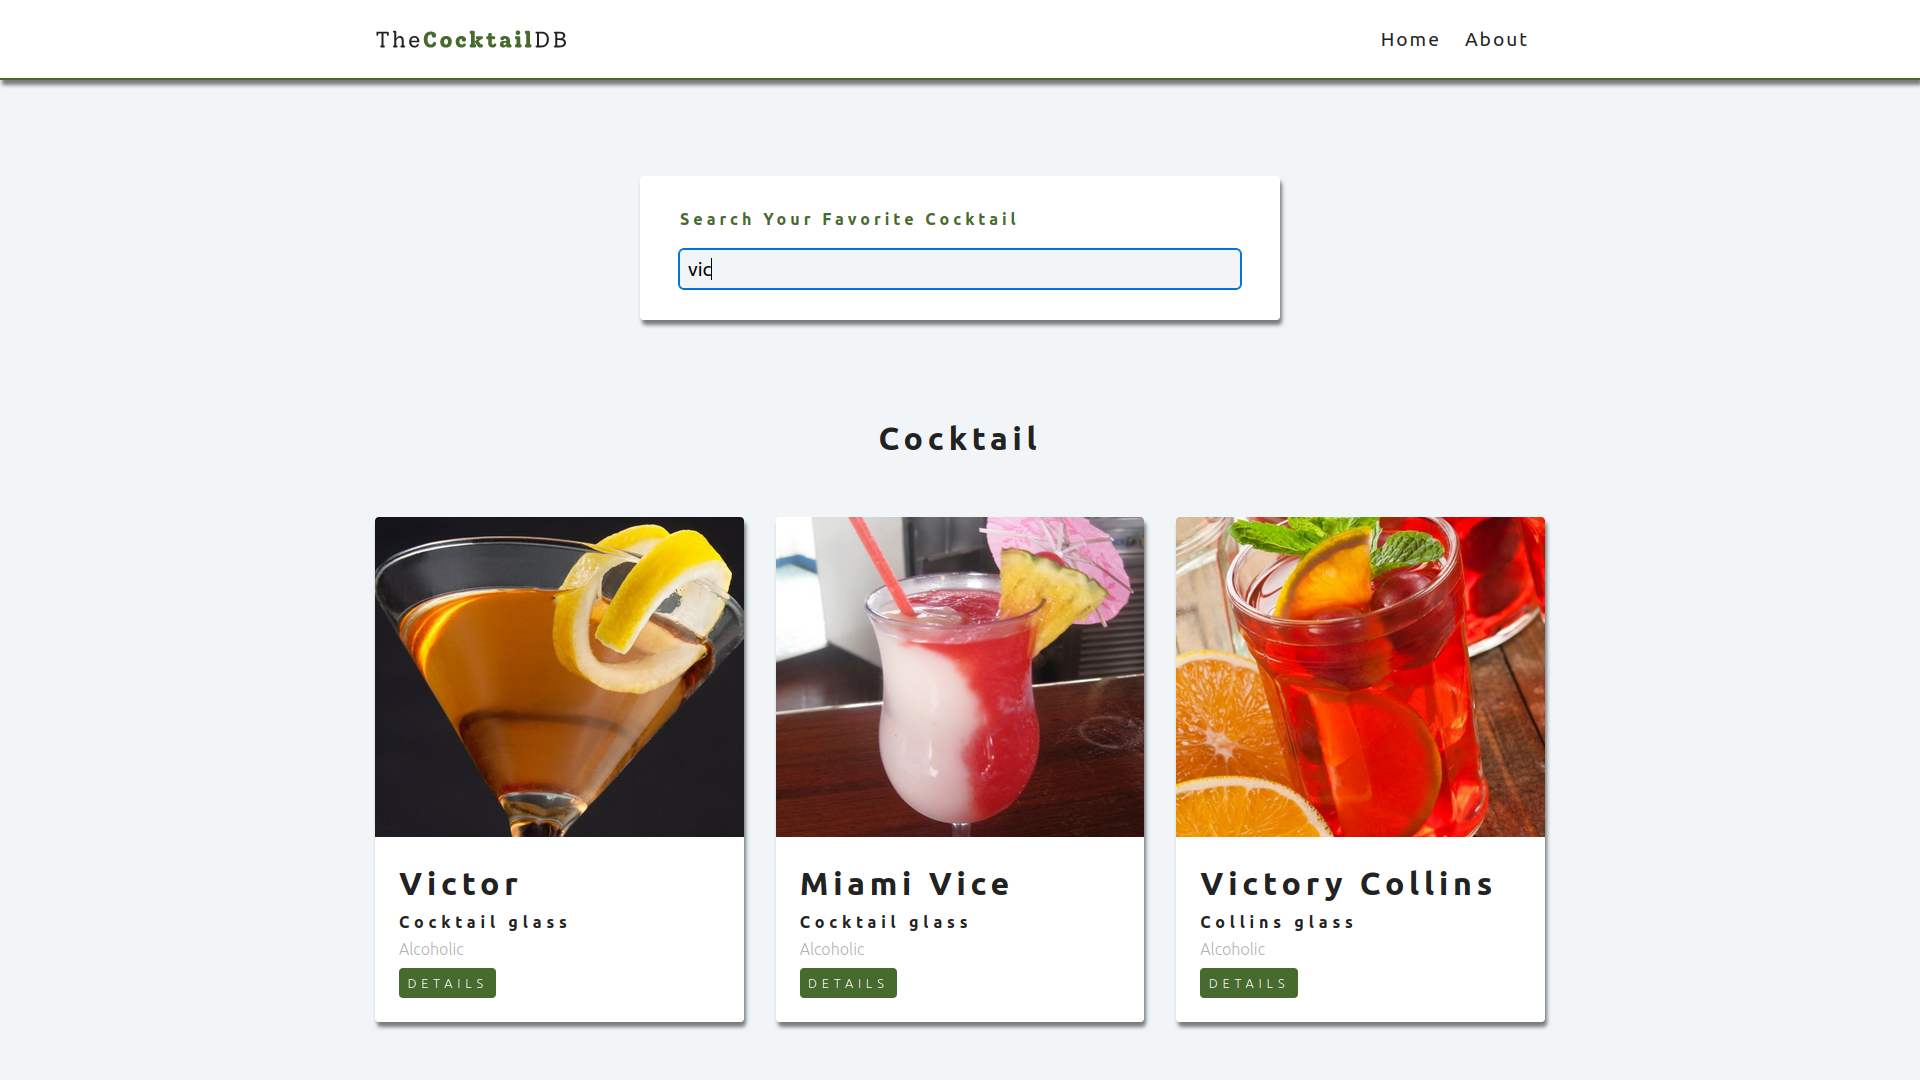 TheCocktailDB
Home About
Search Your Favorite Cocktail
vic
Cocktail
Victor
Cocktail glass
Alcoholic
DETAILS
Miami Vice
Cocktail glass
Alcoholic
DETAILS
Victory Collins
Collins glass
Alcoholic
DETAILS